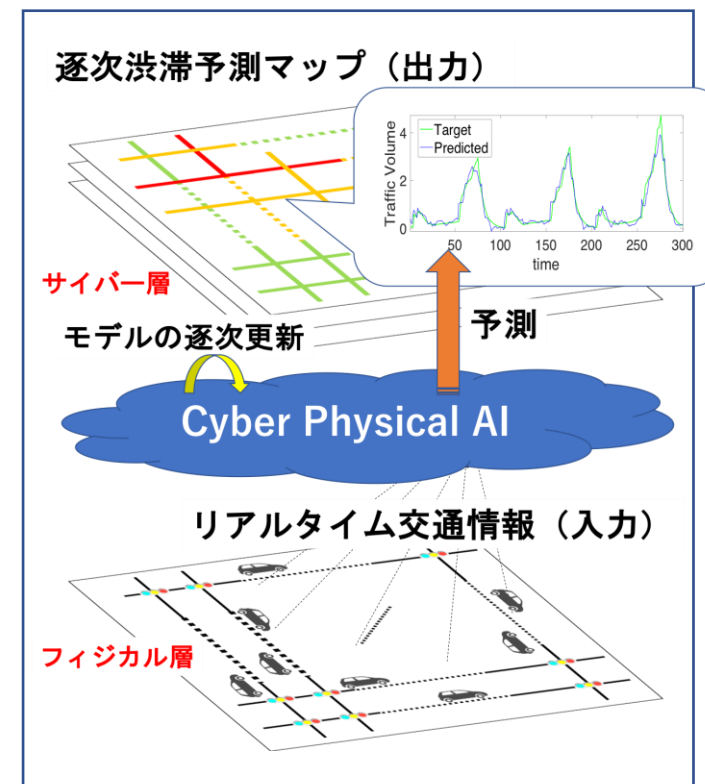 逐次渋滞予測マップ（出力）
Target
Predicted
Traffic Volume
4
2
0
50 100 150 200 250 300
time
サイバー層
予測
モデルの逐次更新
Cyber Physical AI
リアルタイム交通情報（入力）
フィジカル層